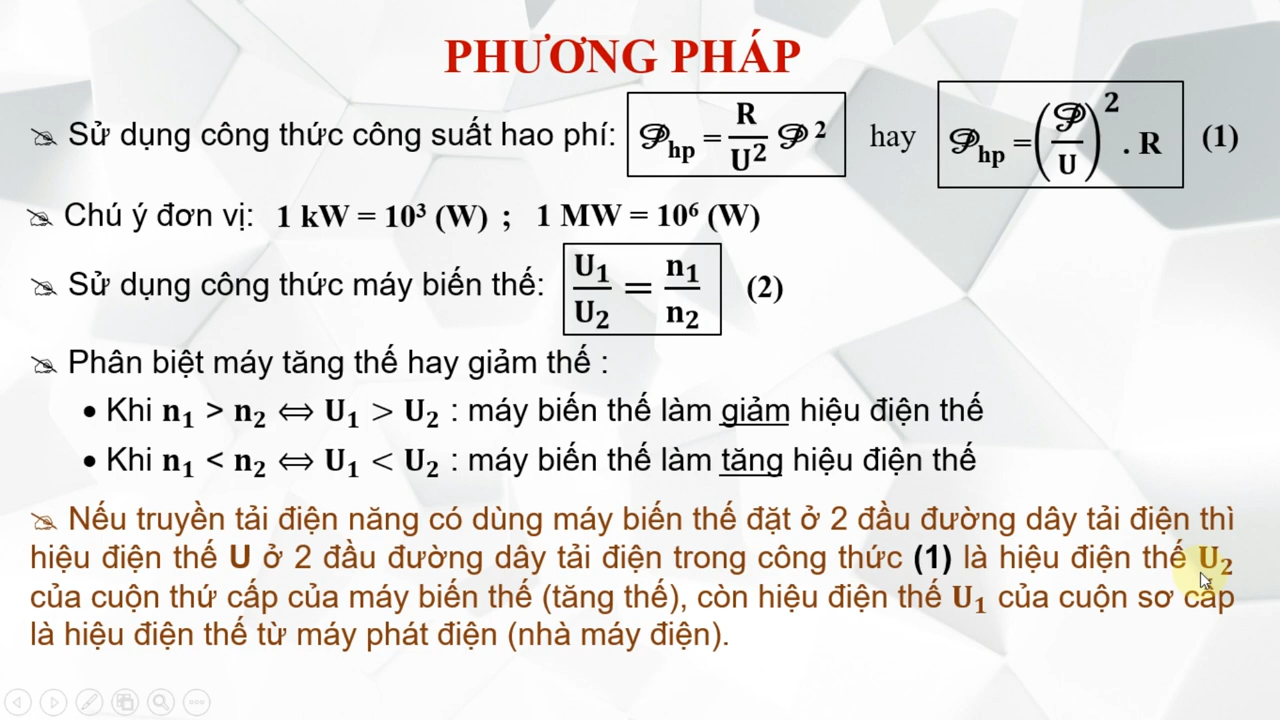 PHƯƠNG PHÁP
Sử dụng công thức công suất hao phí: 𝒫hp = R/U² 𝒫² hay 𝒫hp = (𝒫/U)² . R (1)
Chú ý đơn vị: 1 kW = 10³ (W) ; 1 MW = 10⁶ (W)
Sử dụng công thức máy biến thế: U₁/U₂ = n₁/n₂ (2)
Phân biệt máy tăng thế hay giảm thế :
• Khi n₁ > n₂ ⟺ U₁ > U₂ : máy biến thế làm giảm hiệu điện thế
• Khi n₁ < n₂ ⟺ U₁ < U₂ : máy biến thế làm tăng hiệu điện thế
Nếu truyền tải điện năng có dùng máy biến thế đặt ở 2 đầu đường dây tải điện thì
hiệu điện thế U ở 2 đầu đường dây tải điện trong công thức (1) là hiệu điện thế U₂
của cuộn thứ cấp của máy biến thế (tăng thế), còn hiệu điện thế U₁ của cuộn sơ cấp
là hiệu điện thế từ máy phát điện (nhà máy điện).